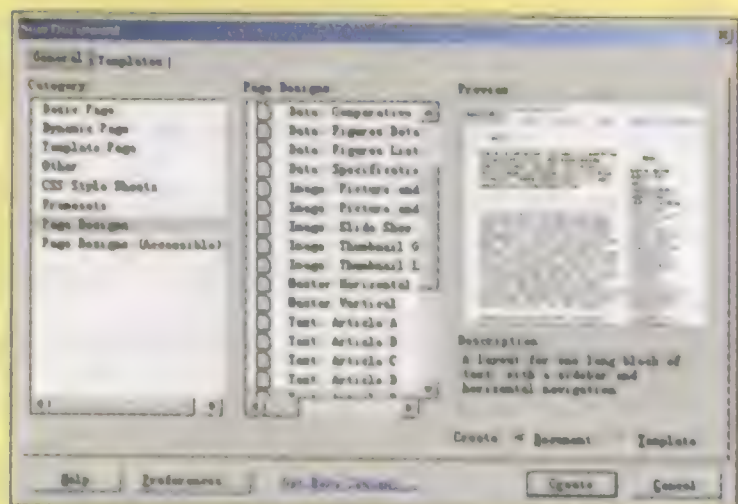 New Document
General Templates
Category
Basic Page
Dynamic Page
Template Page
Other
CSS Style Sheets
Framesets
Page Designs
Page Designs (Accessible)
Page Designs
Data: Comparative
Data: Figures Data
Data: Figures List
Data: Specificatio
Image: Picture and
Image: Picture and
Image: Slide Show
Image: Thumbnail G
Image: Thumbnail L
Master Horizontal
Master Vertical
Text: Article A
Text: Article B
Text: Article C
Text: Article D
Preview
Description
A layout for one long block of
text, with a sidebar and
horizontal navigation
Create Document Template
Help Preferences Create Cancel